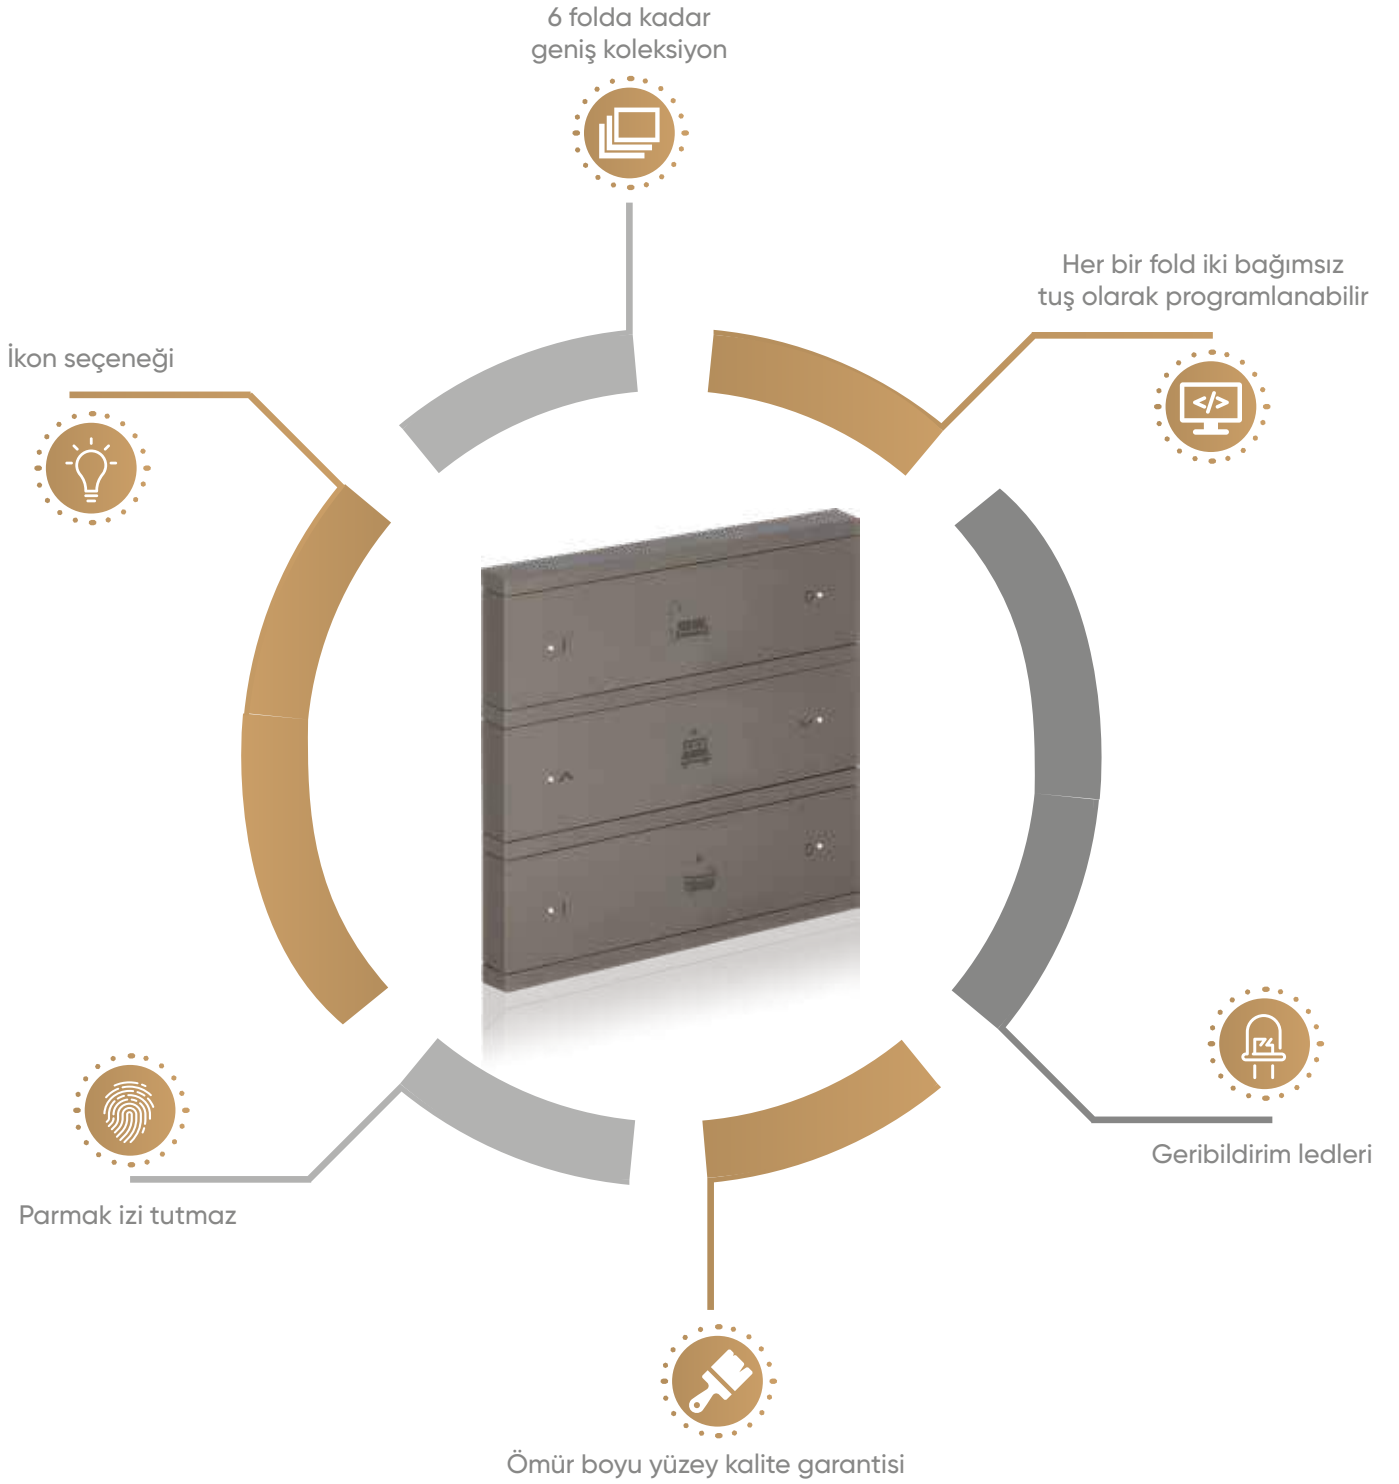 6 folda kadar
geniş koleksiyon
Her bir fold iki bağımsız
tuş olarak programlanabilir
İkon seçeneği
</>
Geribildirim ledleri
Parmak izi tutmaz
Ömür boyu yüzey kalite garantisi